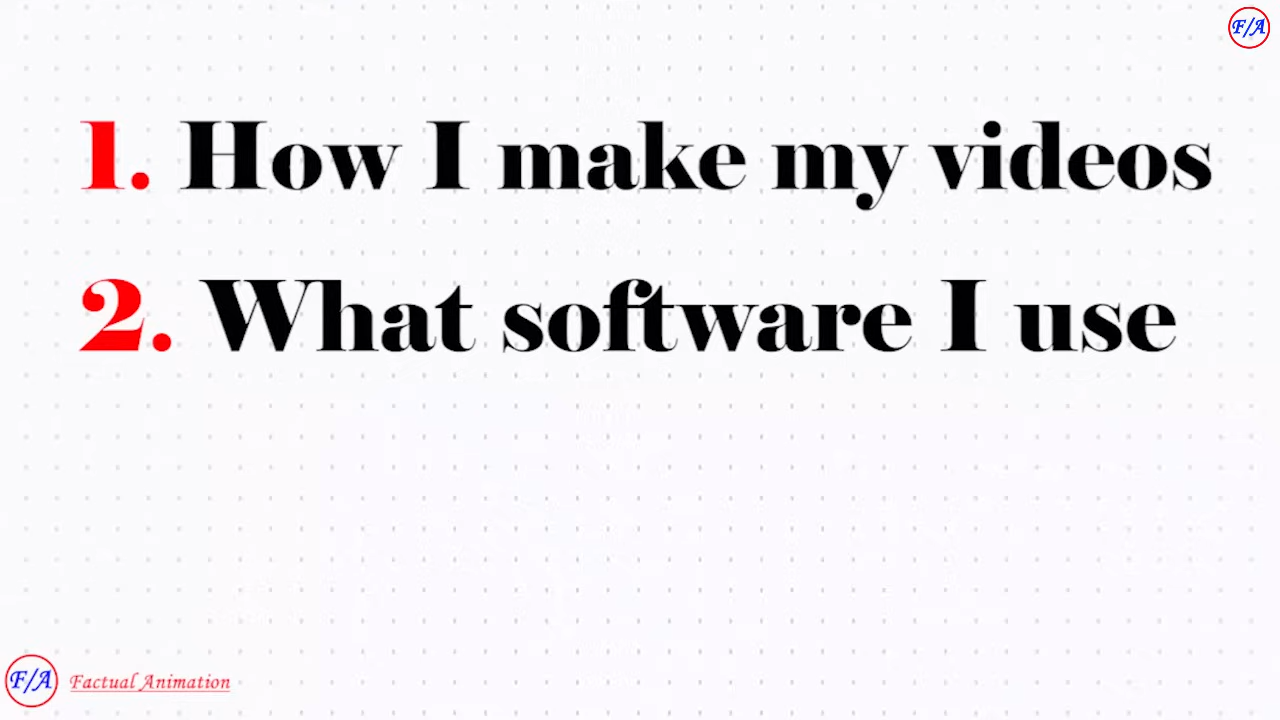 F/A
1. How I make my videos
2. What software I use
F/A Factual Animation